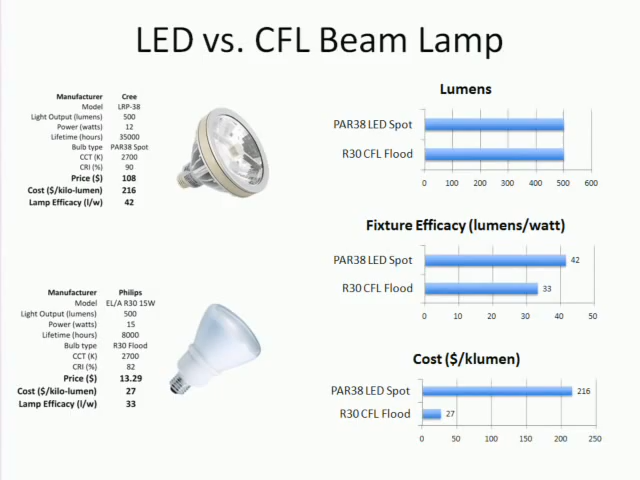 LED vs. CFL Beam Lamp
Manufacturer Cree
Model LRP-38
Light Output (lumens) 500
Power (watts) 12
Lifetime (hours) 35000
Bulb type PAR38 Spot
CCT (K) 2700
CRI (%) 90
Price ($) 108
Cost ($/kilo-lumen) 216
Lamp Efficacy (l/w) 42
Manufacturer Philips
Model EL/A R30 15W
Light Output (lumens) 500
Power (watts) 15
Lifetime (hours) 8000
Bulb type R30 Flood
CCT (K) 2700
CRI (%) 82
Price ($) 13.29
Cost ($/kilo-lumen) 27
Lamp Efficacy (l/w) 33
Lumens
PAR38 LED Spot
R30 CFL Flood
0 100 200 300 400 500 600
Fixture Efficacy (lumens/watt)
PAR38 LED Spot 42
R30 CFL Flood 33
0 10 20 30 40 50
Cost ($/klumen)
PAR38 LED Spot 216
R30 CFL Flood 27
0 50 100 150 200 250